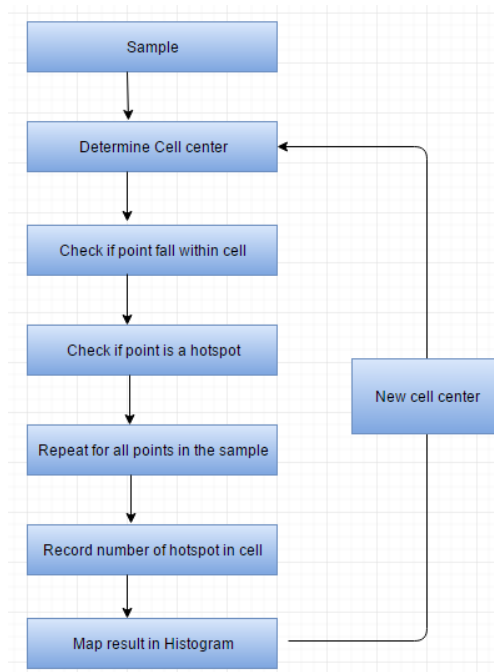 Sample
Determine Cell center
Check if point fall within cell
Check if point is a hotspot
New cell center
Repeat for all points in the sample
Record number of hotspot in cell
Map result in Histogram